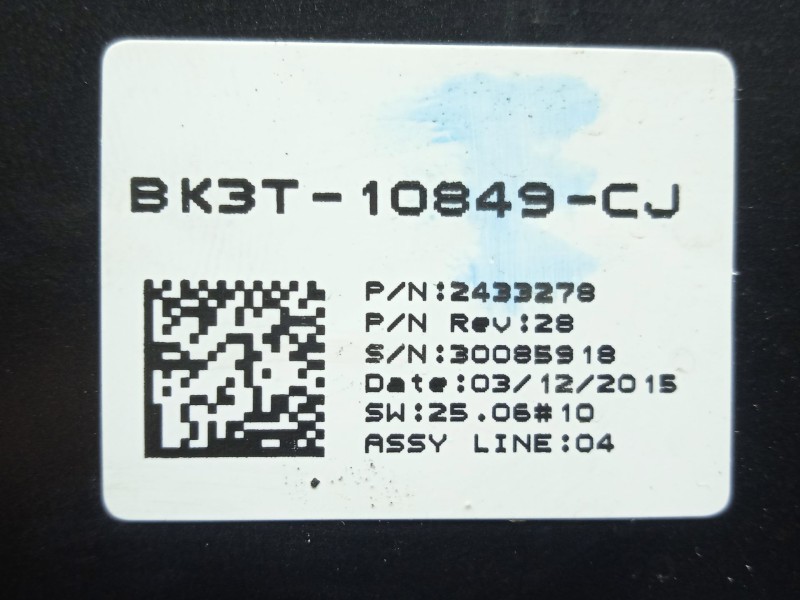 BK3T-10849-CJ
P/N:2433278
P/N Rev:28
S/N:30085918
Date:03/12/2015
SW:25.06#10
ASSY LINE:04